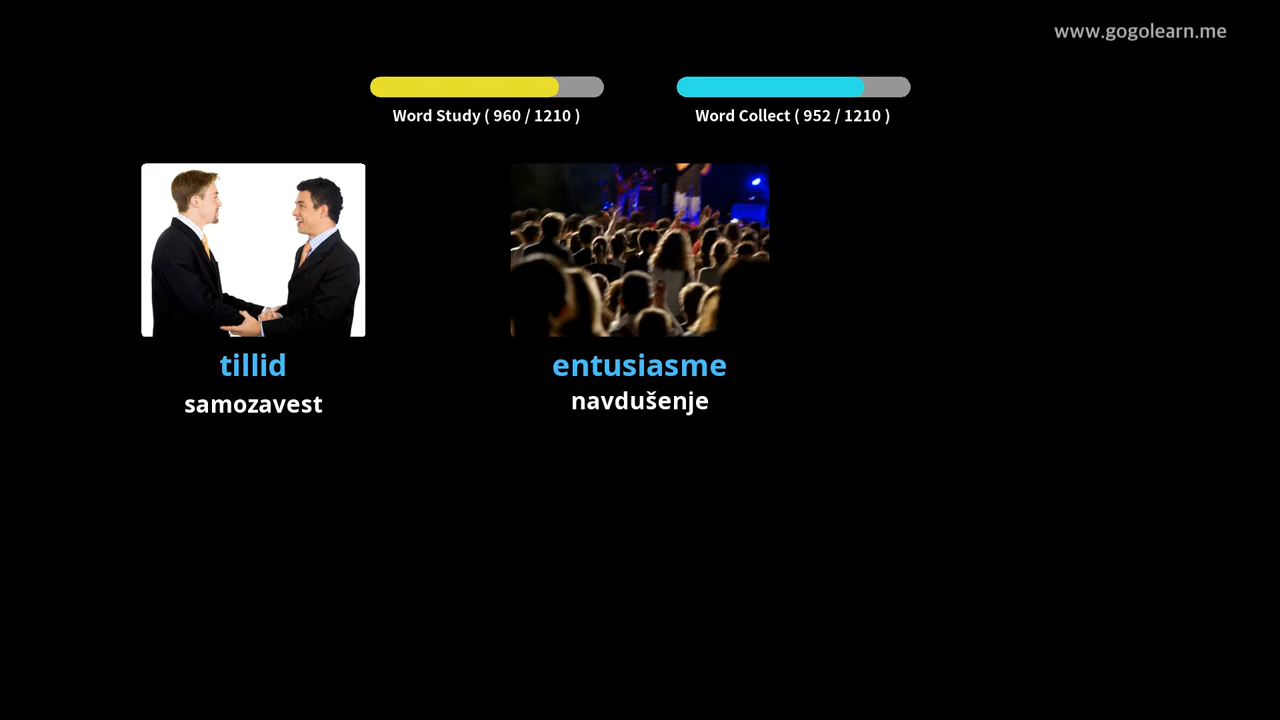 www.gogolearn.me
Word Study ( 960 / 1210 )
Word Collect ( 952 / 1210 )
tillid
samozavest
entusiasme
navdušenje